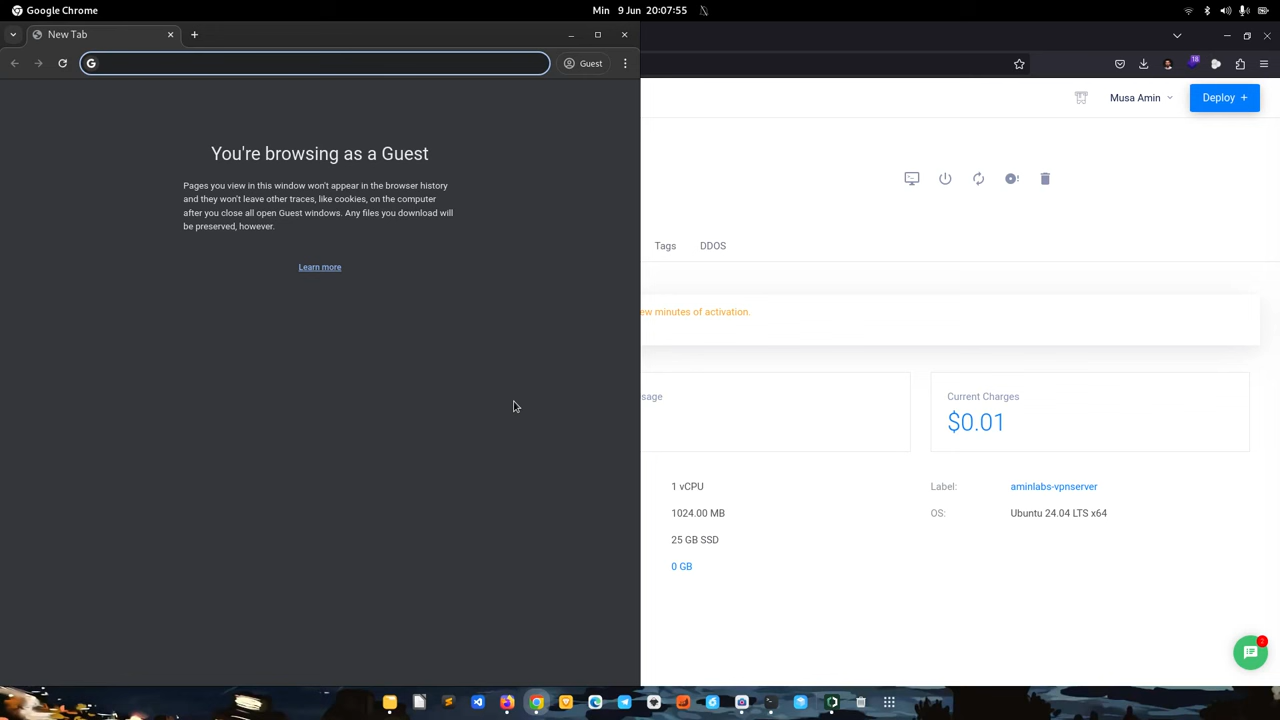 Google Chrome
Min 9 Jun 20:07:55
New Tab
Guest
18
You're browsing as a Guest
Pages you view in this window won't appear in the browser history
and they won't leave other traces, like cookies, on the computer
after you close all open Guest windows. Any files you download will
be preserved, however.
Learn more
Musa Amin
Deploy +
Tags
DDOS
ew minutes of activation.
sage
Current Charges
$0.01
1 vCPU
Label:
aminlabs-vpnserver
1024.00 MB
OS:
Ubuntu 24.04 LTS x64
25 GB SSD
0 GB